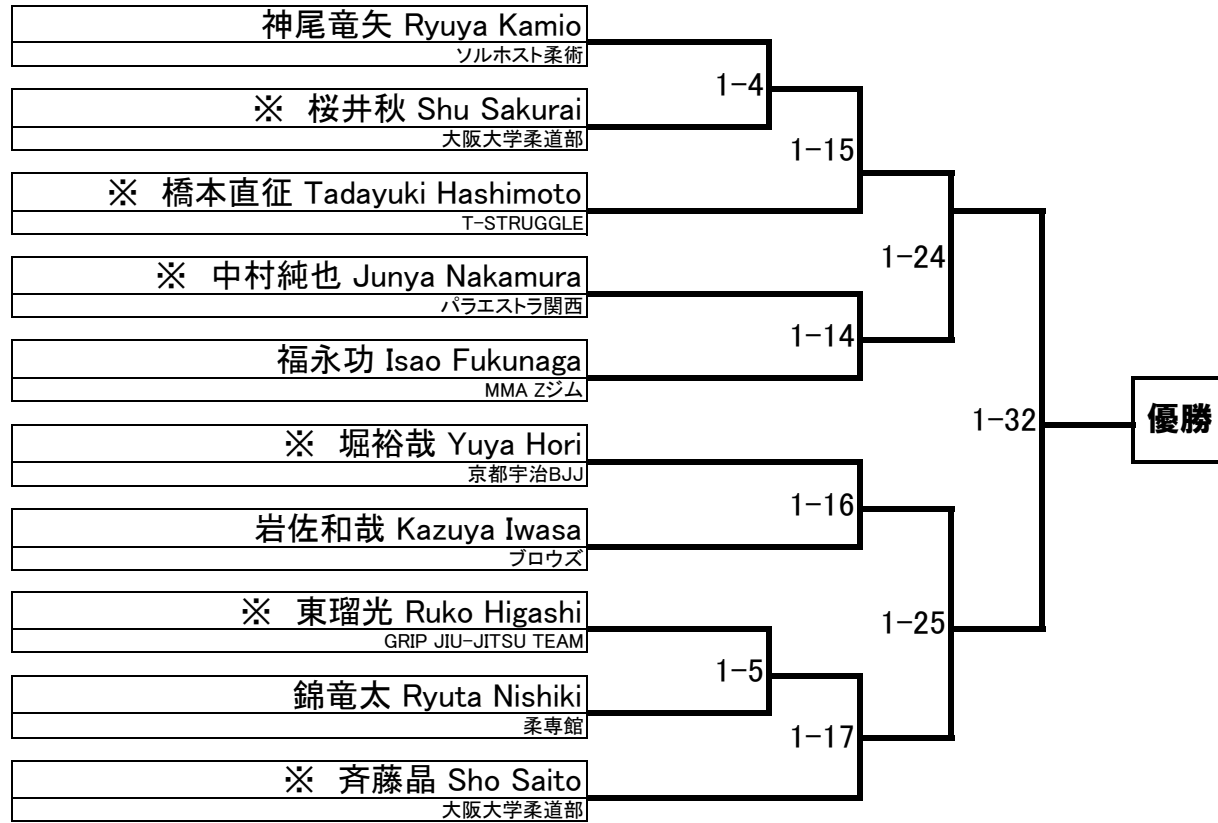 神尾竜矢 Ryuya Kamio
ソルホスト柔術
1-4
※ 桜井秋 Shu Sakurai
大阪大学柔道部
1-15
※ 橋本直征 Tadayuki Hashimoto
T-STRUGGLE
1-24
※ 中村純也 Junya Nakamura
パラエストラ関西
1-14
福永功 Isao Fukunaga
MMA Zジム
1-32
優勝
※ 堀裕哉 Yuya Hori
京都宇治BJJ
1-16
岩佐和哉 Kazuya Iwasa
ブロウズ
※ 東瑠光 Ruko Higashi
GRIP JIU-JITSU TEAM
1-25
1-5
錦竜太 Ryuta Nishiki
柔専館
1-17
※ 斉藤晶 Sho Saito
大阪大学柔道部